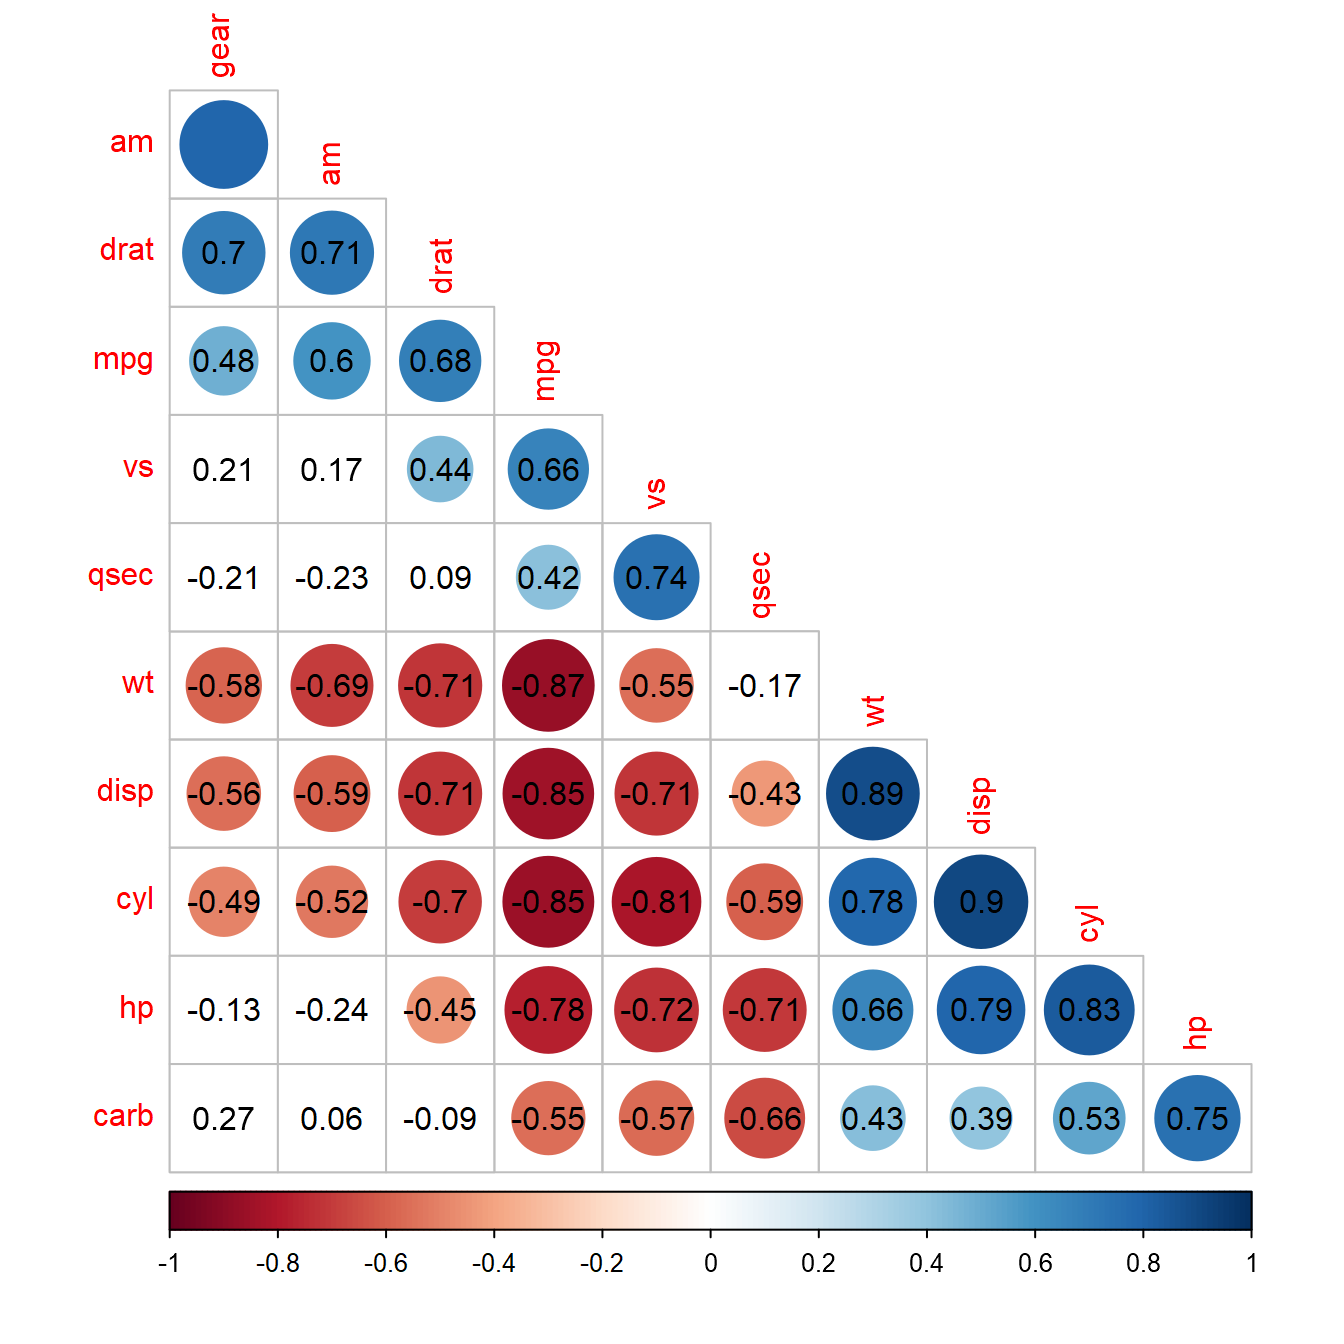 gear
am
am
drat 0.7 0.71
drat
mpg 0.48 0.6 0.68
mpg
vs 0.21 0.17 0.44 0.66
vs
qsec -0.21 -0.23 0.09 0.42 0.74
qsec
wt -0.58 -0.69 -0.71 -0.87 -0.55 -0.17
wt
disp -0.56 -0.59 -0.71 -0.85 -0.71 -0.43 0.89
disp
cyl -0.49 -0.52 -0.7 -0.85 -0.81 -0.59 0.78 0.9
cyl
hp -0.13 -0.24 -0.45 -0.78 -0.72 -0.71 0.66 0.79 0.83
hp
carb 0.27 0.06 -0.09 -0.55 -0.57 -0.66 0.43 0.39 0.53 0.75
-1 -0.8 -0.6 -0.4 -0.2 0 0.2 0.4 0.6 0.8 1